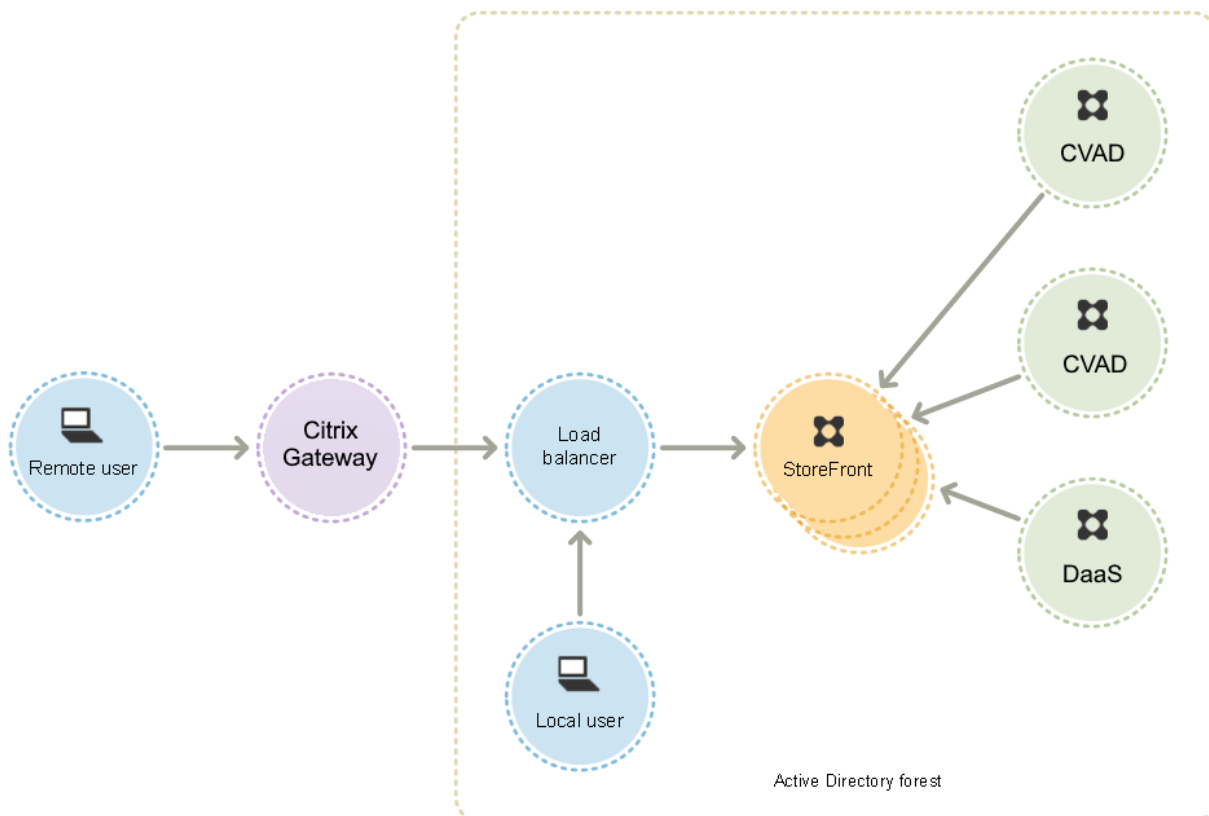 CVAD
CVAD
Remote user
Citrix
Gateway
Load
balancer
StoreFront
DaaS
Local user
Active Directory forest